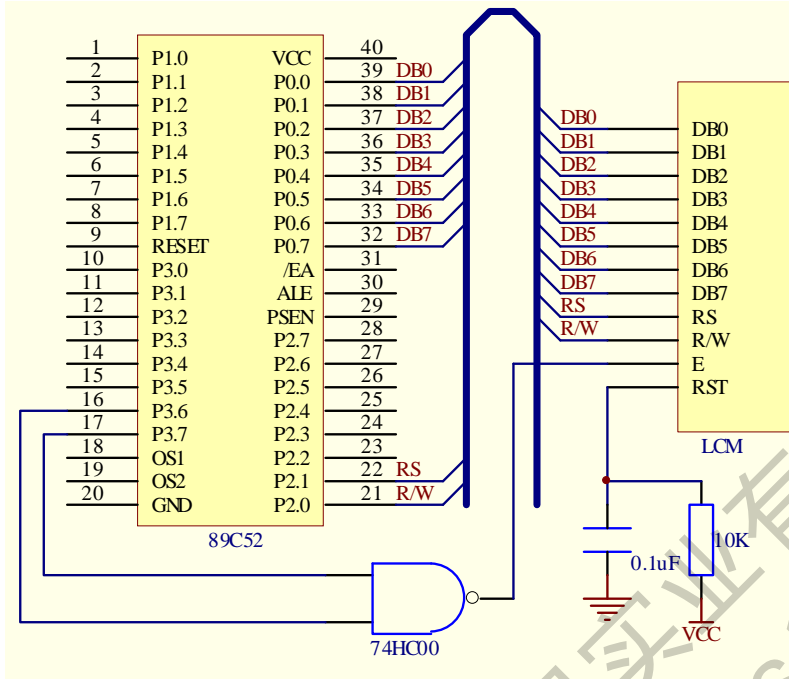 1 P1.0 VCC 40
2 P1.1 P0.0 39 DB0
3 P1.2 P0.1 38 DB1
4 P1.3 P0.2 37 DB2
5 P1.4 P0.3 36 DB3
6 P1.5 P0.4 35 DB4
7 P1.6 P0.5 34 DB5
8 P1.7 P0.6 33 DB6
9 RESET P0.7 32 DB7
10 P3.0 /EA 31
11 P3.1 ALE 30
12 P3.2 PSEN 29
13 P3.3 P2.7 28
14 P3.4 P2.6 27
15 P3.5 P2.5 26
16 P3.6 P2.4 25
17 P3.7 P2.3 24
18 OS1 P2.2 23
19 OS2 P2.1 22 RS
20 GND P2.0 21 R/W
89C52
DB0 DB0
DB1 DB1
DB2 DB2
DB3 DB3
DB4 DB4
DB5 DB5
DB6 DB6
DB7 DB7
RS RS
R/W R/W
E
RST
LCM
74HC00
0.1uF
10K
VCC
实业有